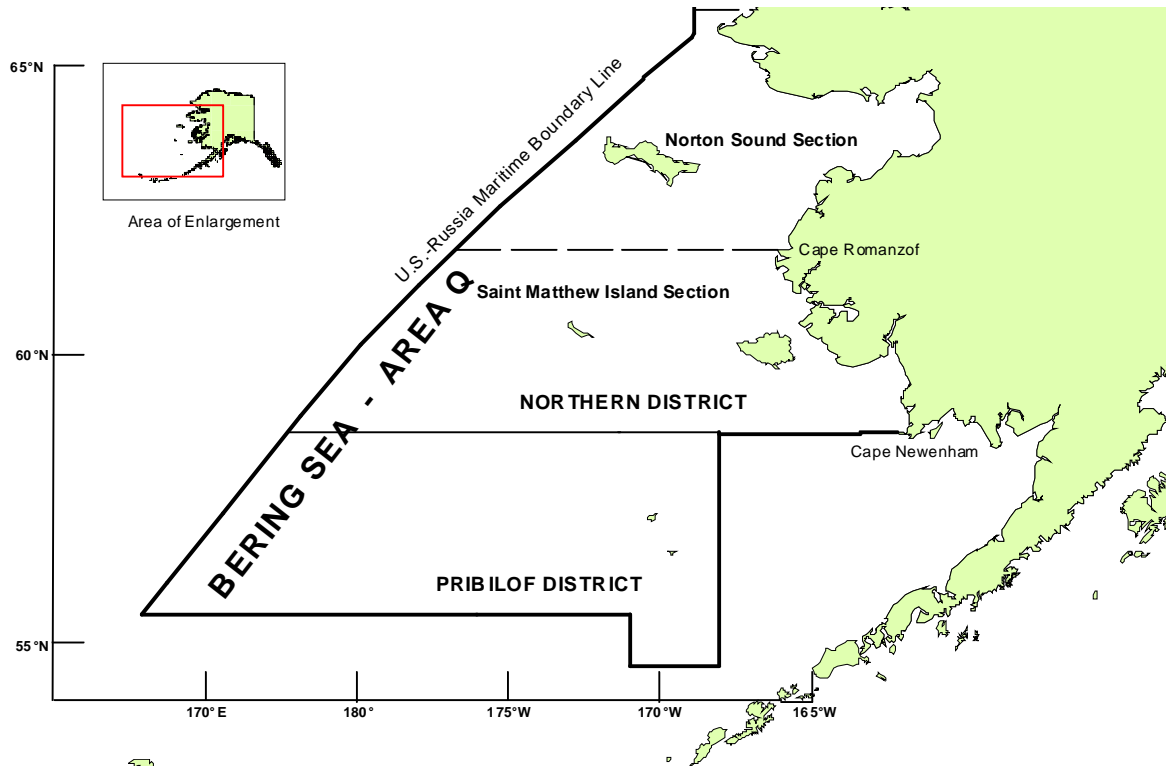 65°N
Norton Sound Section
U.S.-Russia Maritime Boundary Line
Area of Enlargement
Cape Romanzof
Saint Matthew Island Section
BERING SEA - AREA Q
60°N
NORTHERN DISTRICT
Cape Newenham
PRIBILOF DISTRICT
55°N
170°E 180° 175°W 170°W 165°W